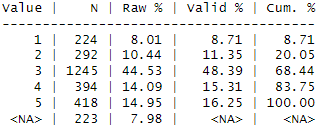 Value |    N | Raw % | Valid % | Cum. %
----------------------------------------
    1 |  224 |  8.01 |    8.71 |   8.71
    2 |  292 | 10.44 |   11.35 |  20.05
    3 | 1245 | 44.53 |   48.39 |  68.44
    4 |  394 | 14.09 |   15.31 |  83.75
    5 |  418 | 14.95 |   16.25 | 100.00
 <NA> |  223 |  7.98 |    <NA> |   <NA>